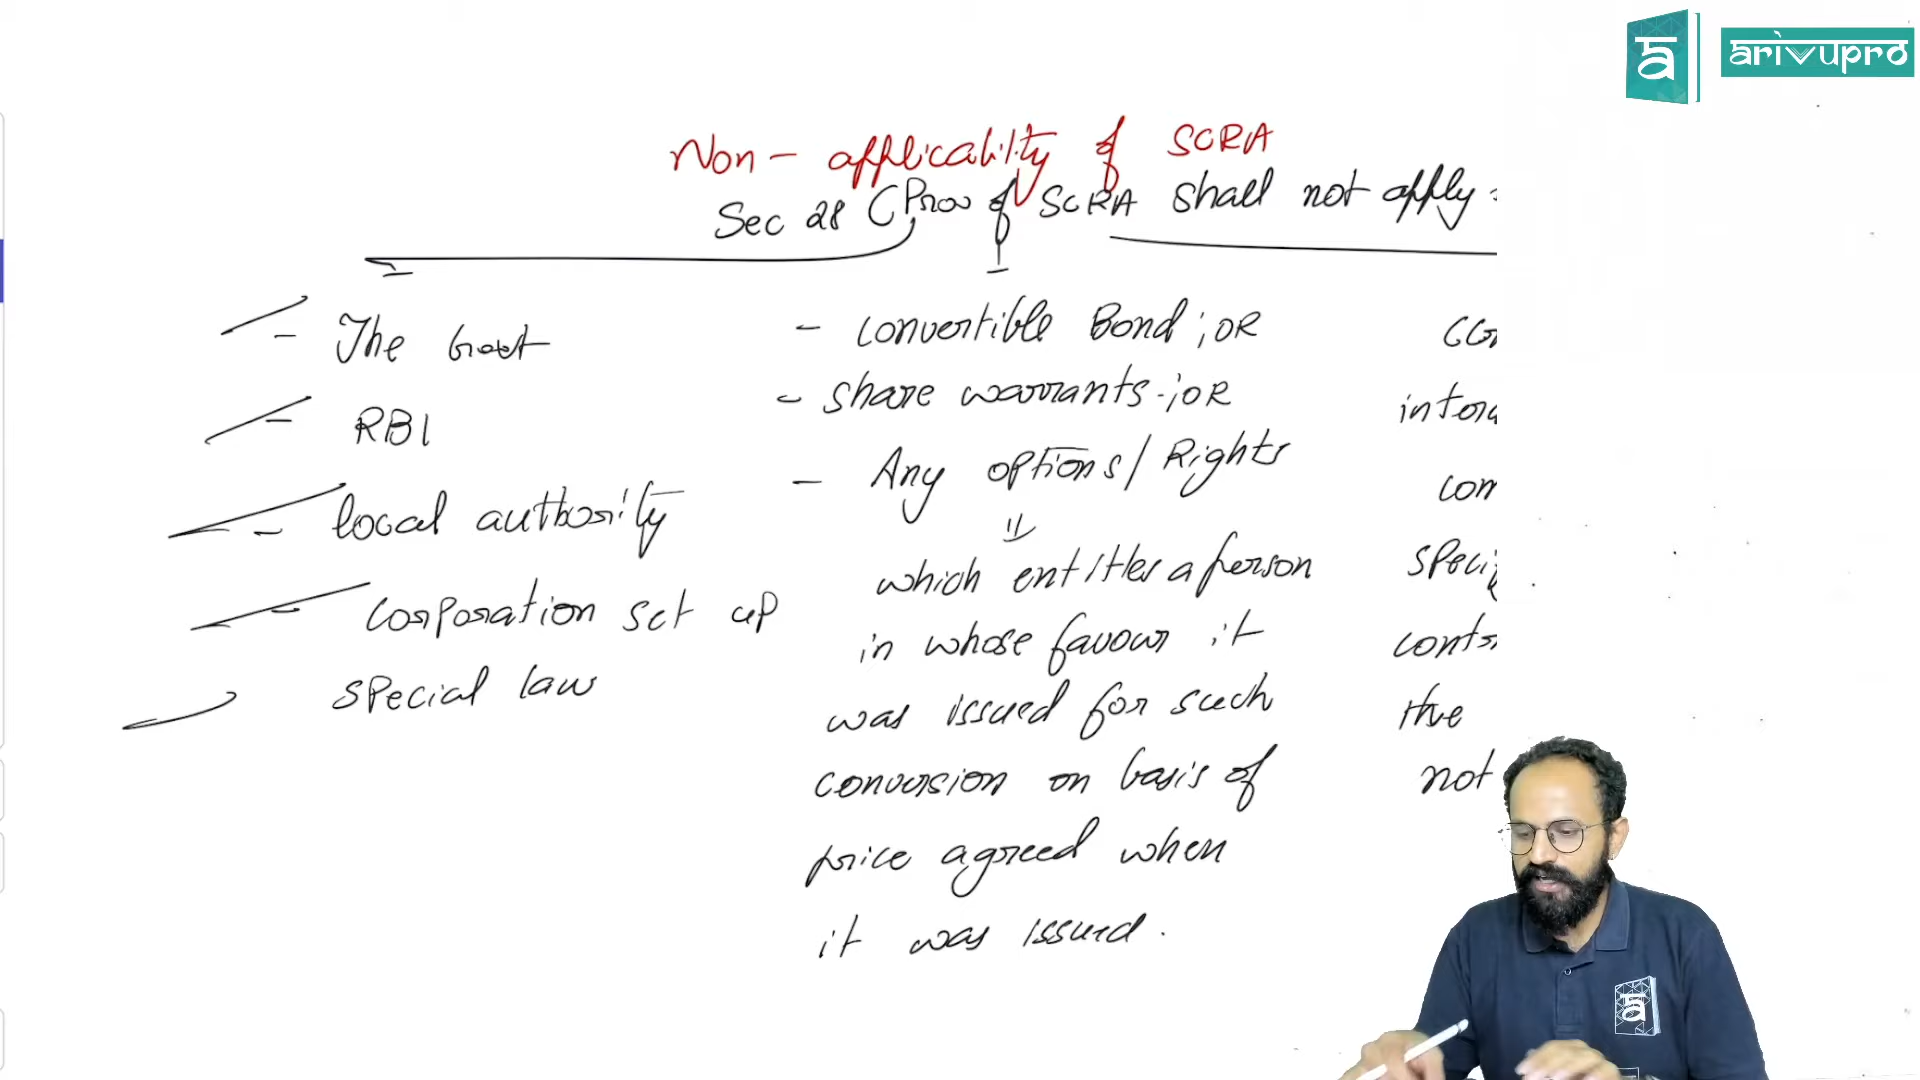 ā arivupro
Non - applicability of SCRA
Sec 28 (Prov of SCRA shall not apply
- The Govt
- RBI
- local authority
- corporation set up
special law
- convertible Bond ; OR
- share warrants ; OR
- Any options / Rights
which entitles a person
in whose favour it
was issued for such
conversion on basis of
price agreed when
it was issued.
the
not
ā